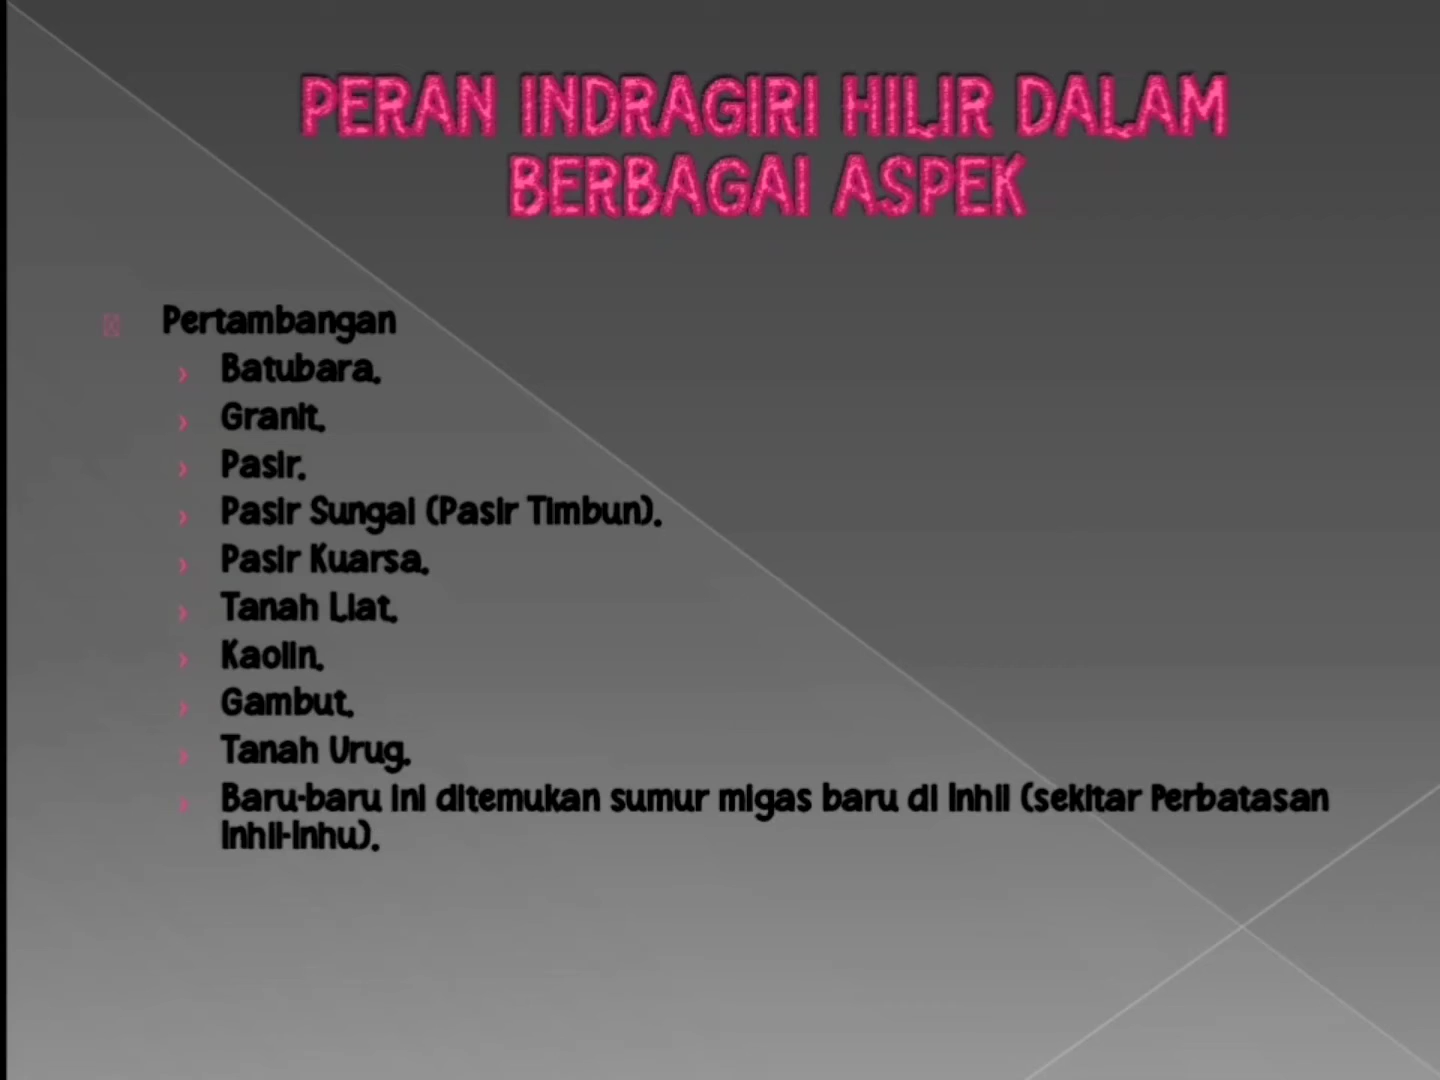 PERAN INDRAGIRI HILIR DALAM
BERBAGAI ASPEK
Pertambangan
› Batubara.
› Granit.
› Pasir.
› Pasir Sungai (Pasir Timbun).
› Pasir Kuarsa.
› Tanah Liat.
› Kaolin.
› Gambut.
› Tanah Urug.
› Baru-baru ini ditemukan sumur migas baru di Inhil (sekitar Perbatasan
Inhil-Inhu).